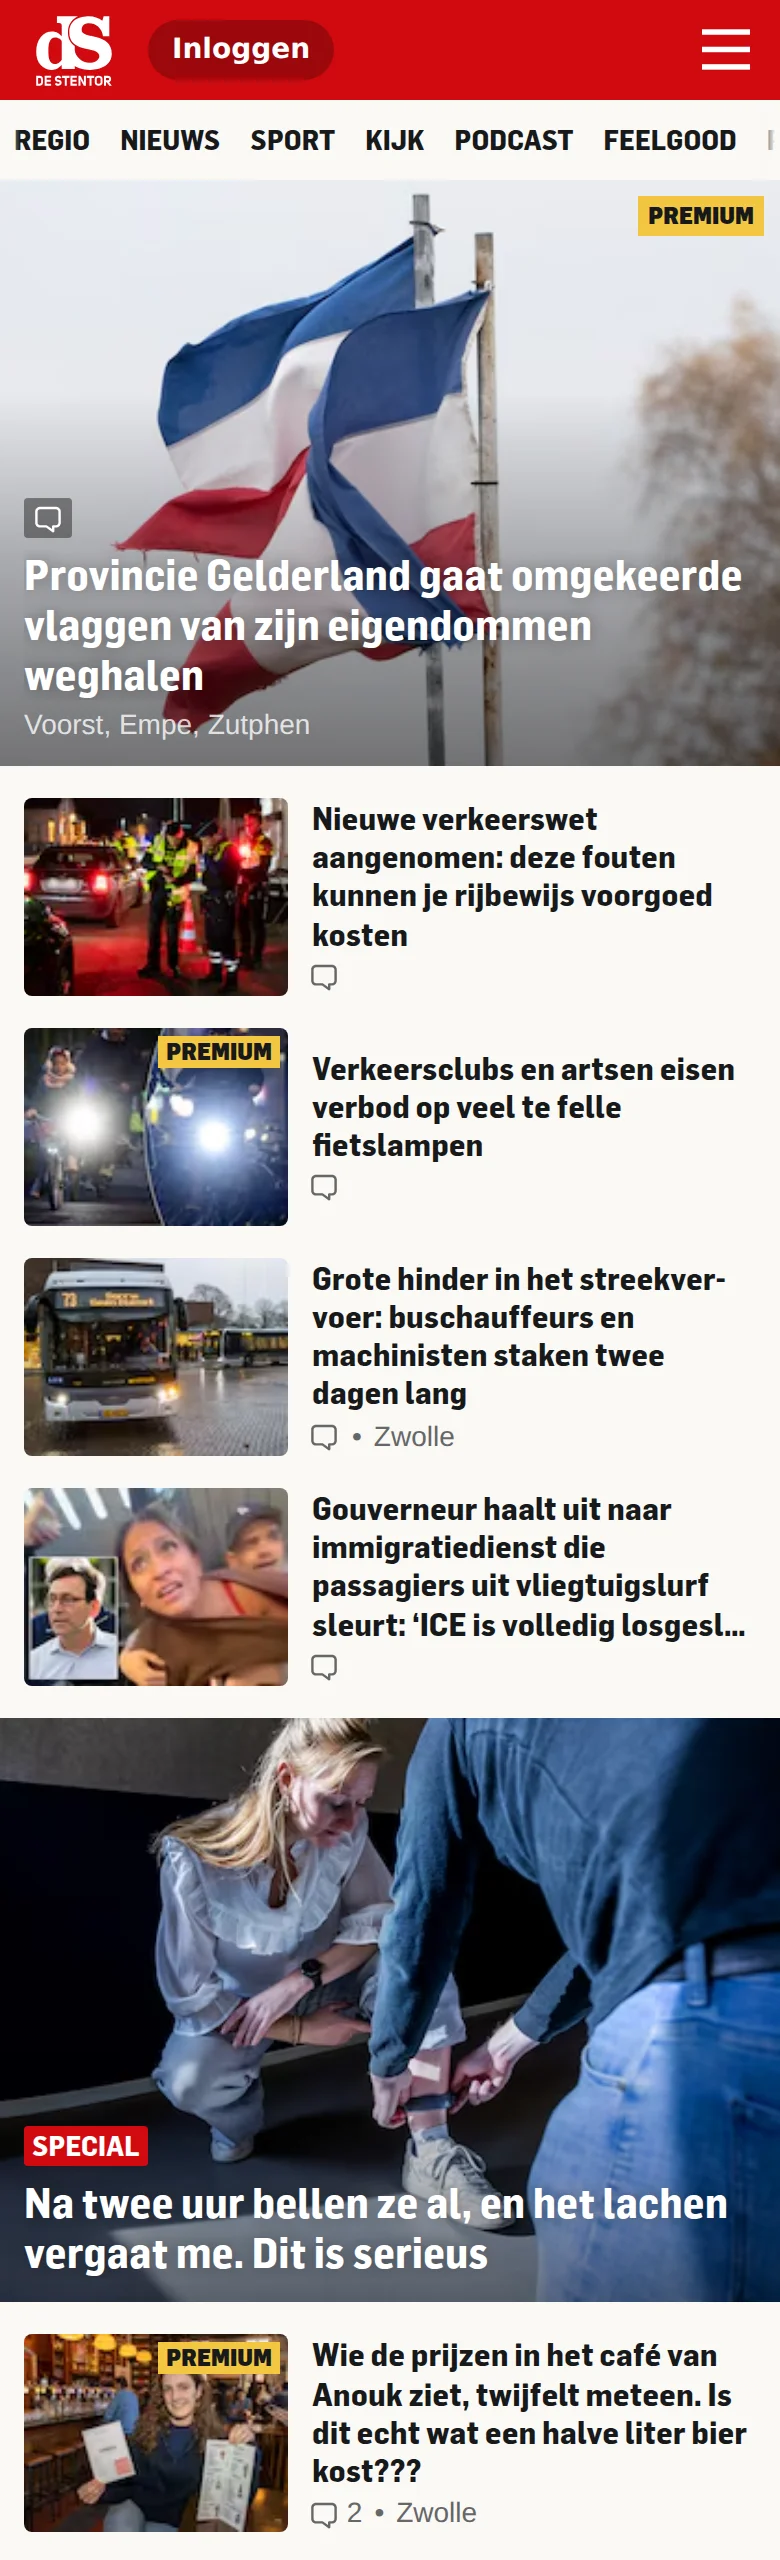 dS
DE STENTOR
Inloggen
REGIO NIEUWS SPORT KIJK PODCAST FEELGOOD
PREMIUM
Provincie Gelderland gaat omgekeerde
vlaggen van zijn eigendommen
weghalen
Voorst, Empe, Zutphen
Nieuwe verkeerswet
aangenomen: deze fouten
kunnen je rijbewijs voorgoed
kosten
PREMIUM
Verkeersclubs en artsen eisen
verbod op veel te felle
fietslampen
73
Grote hinder in het streekver-
voer: buschauffeurs en
machinisten staken twee
dagen lang
• Zwolle
Gouverneur haalt uit naar
immigratiedienst die
passagiers uit vliegtuigslurf
sleurt: ‘ICE is volledig losgesl...
SPECIAL
Na twee uur bellen ze al, en het lachen
vergaat me. Dit is serieus
PREMIUM
Wie de prijzen in het café van
Anouk ziet, twijfelt meteen. Is
dit echt wat een halve liter bier
kost???
2 • Zwolle